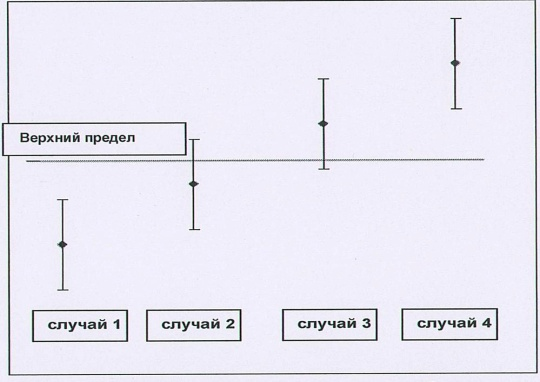 Верхний предел
случай 1
случай 2
случай 3
случай 4